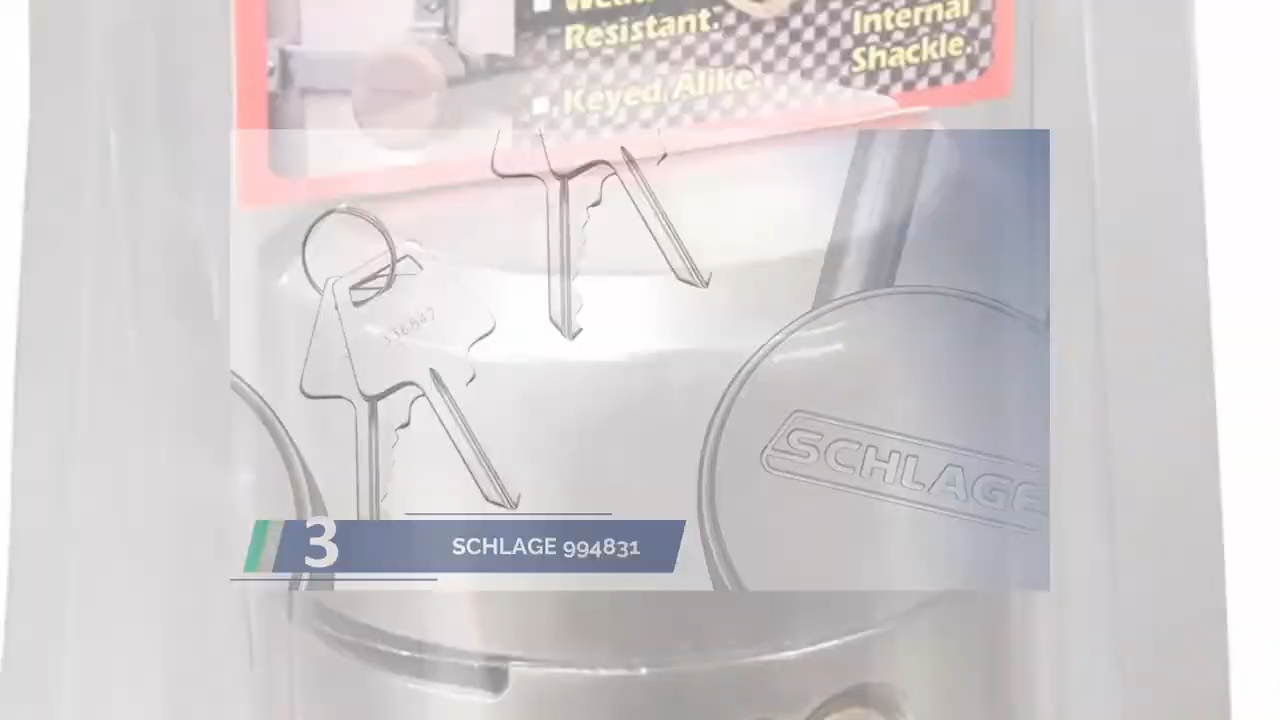 Resistant.
Internal
Shackle.
Keyed Alike.
SCHLAGE
3
SCHLAGE 994831